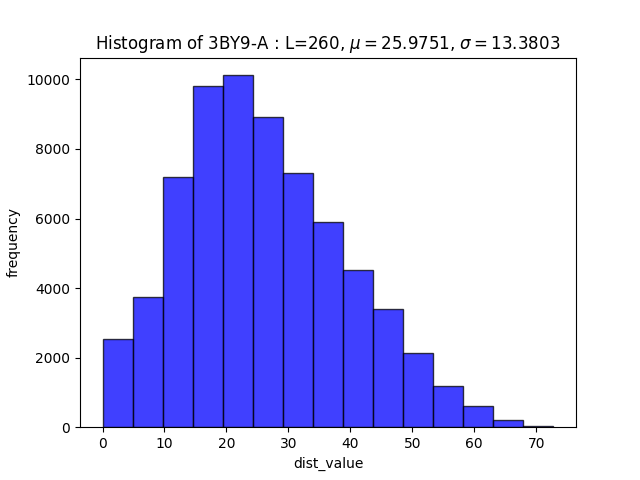 Histogram of 3BY9-A : L=260, μ = 25.9751, σ = 13.3803
10000
8000
6000
4000
2000
0
frequency
0 10 20 30 40 50 60 70
dist_value